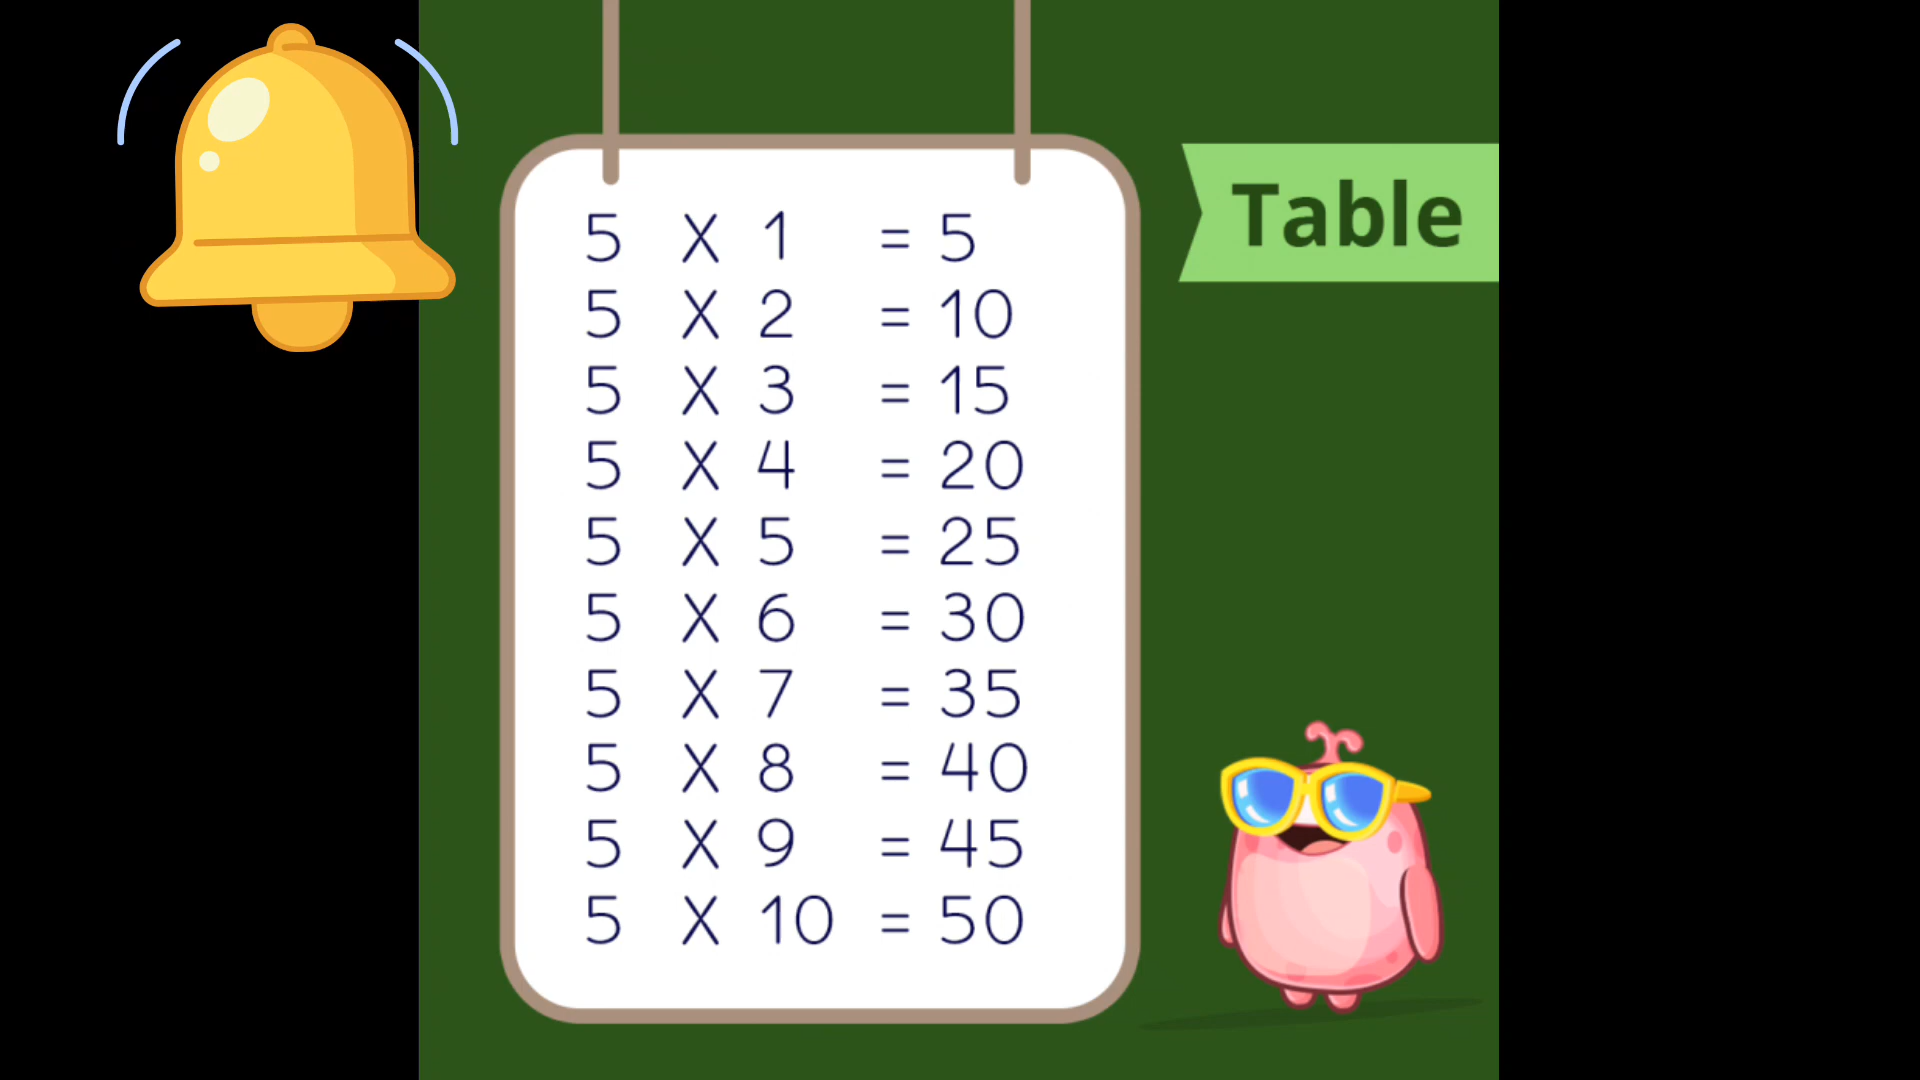 5 X 1 = 5
5 X 2 = 10
5 X 3 = 15
5 X 4 = 20
5 X 5 = 25
5 X 6 = 30
5 X 7 = 35
5 X 8 = 40
5 X 9 = 45
5 X 10 = 50
Table